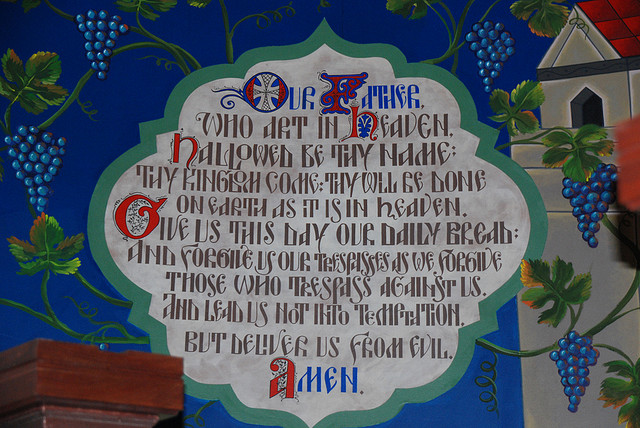 OUR FATHER,
WHO ART IN HEAVEN,
HALLOWED BE THY NAME;
THY KINGDOM COME; THY WILL BE DONE
ON EARTH AS IT IS IN HEAVEN.
GIVE US THIS DAY OUR DAILY BREAD;
AND FORGIVE US OUR TRESPASSES AS WE FORGIVE
THOSE WHO TRESPASS AGAINST US.
AND LEAD US NOT INTO TEMPTATION,
BUT DELIVER US FROM EVIL.
AMEN.